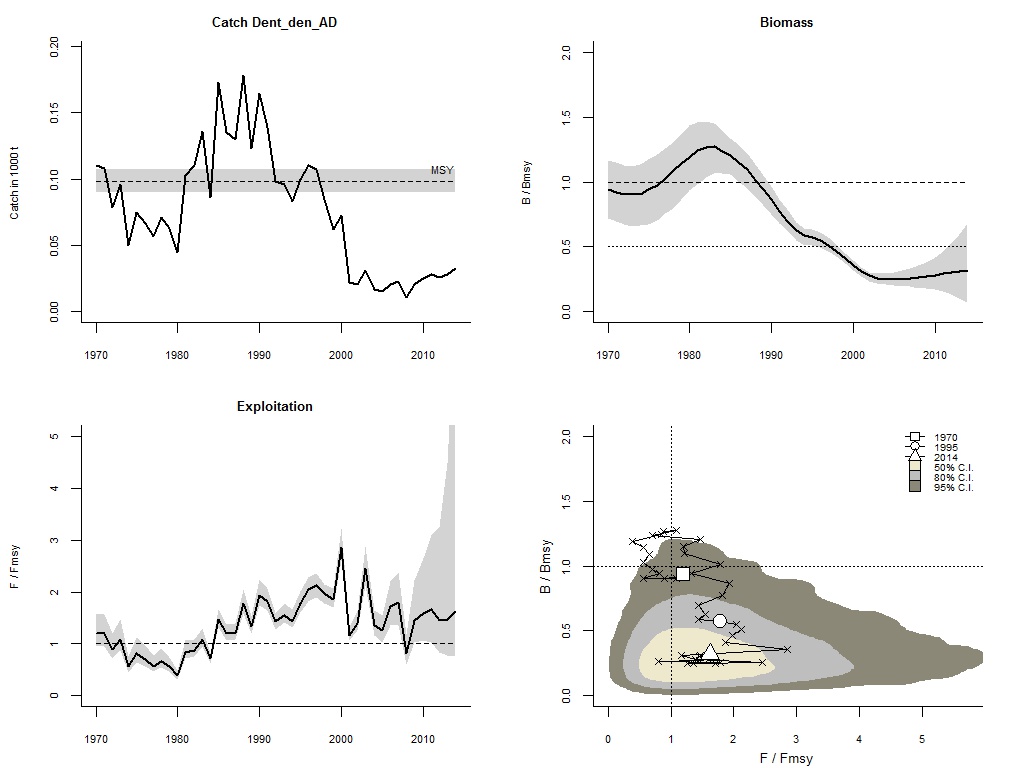 Catch Dent_den_AD
Catch in 1000 t
0.00 0.05 0.10 0.15 0.20
MSY
1970 1980 1990 2000 2010
Biomass
B / Bmsy
0.0 0.5 1.0 1.5 2.0
1970 1980 1990 2000 2010
Exploitation
F / Fmsy
0 1 2 3 4 5
1970 1980 1990 2000 2010
B / Bmsy
0.0 0.5 1.0 1.5 2.0
1970
1995
2014
50% C.I.
80% C.I.
95% C.I.
0 1 2 3 4 5
F / Fmsy